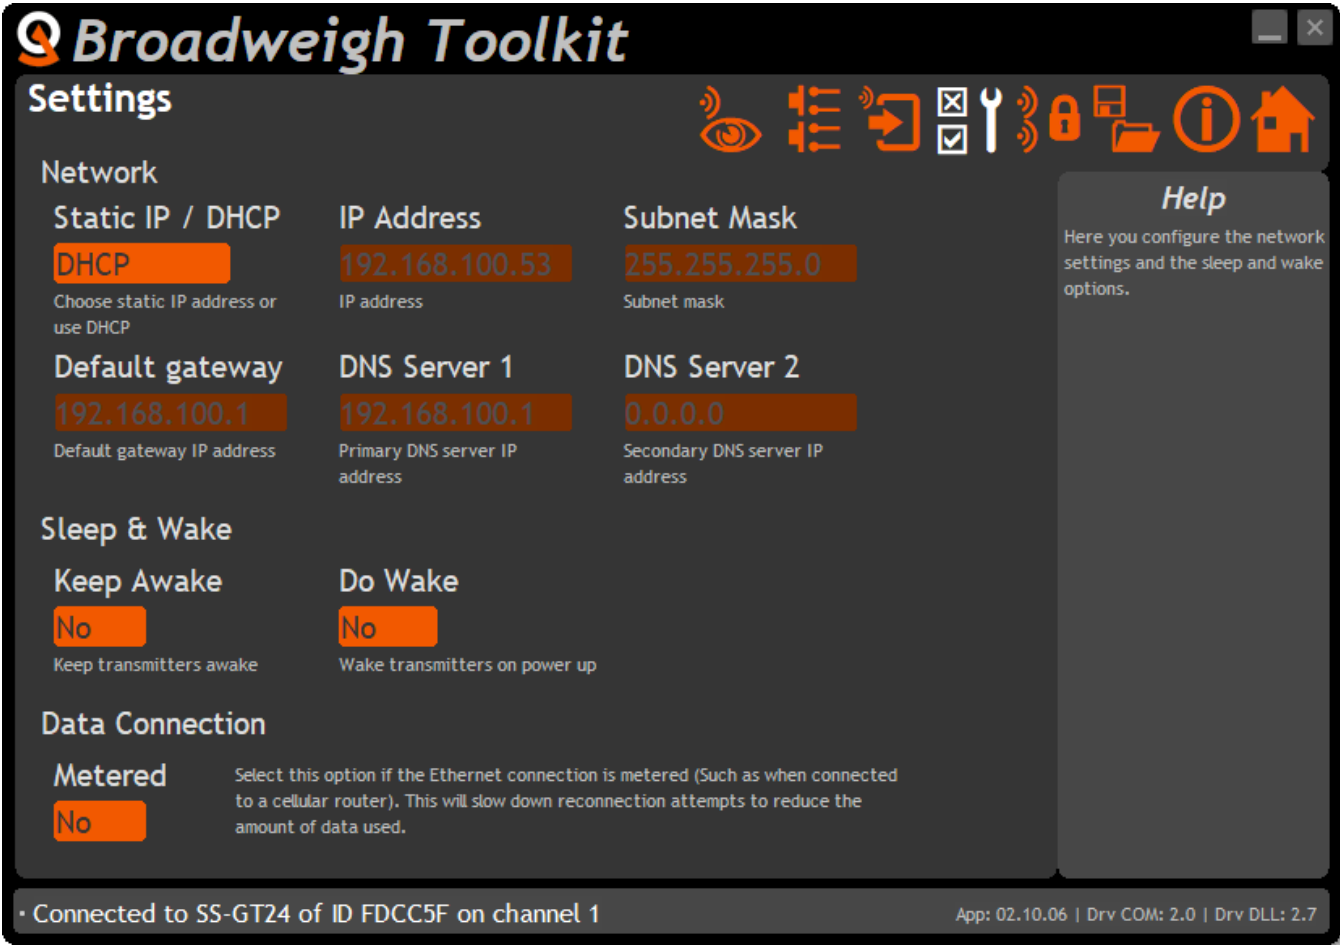 Broadweigh Toolkit
Settings
Network
Static IP / DHCP
DHCP
Choose static IP address or
use DHCP
IP Address
192.168.100.53
IP address
Subnet Mask
255.255.255.0
Subnet mask
Default gateway
192.168.100.1
Default gateway IP address
DNS Server 1
192.168.100.1
Primary DNS server IP
address
DNS Server 2
0.0.0.0
Secondary DNS server IP
address
Sleep & Wake
Keep Awake
No
Keep transmitters awake
Do Wake
No
Wake transmitters on power up
Data Connection
Metered
No
Select this option if the Ethernet connection is metered (Such as when connected
to a cellular router). This will slow down reconnection attempts to reduce the
amount of data used.
Help
Here you configure the network
settings and the sleep and wake
options.
Connected to SS-GT24 of ID FDCC5F on channel 1
App: 02.10.06 | Drv COM: 2.0 | Drv DLL: 2.7